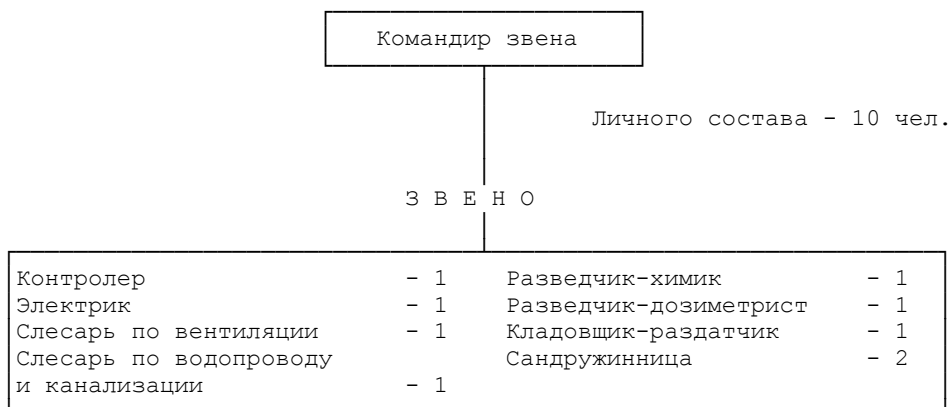 Командир звена
Личного состава - 10 чел.
З В Е Н О
Контролер - 1 Разведчик-химик - 1
Электрик - 1 Разведчик-дозиметрист - 1
Слесарь по вентиляции - 1 Кладовщик-раздатчик - 1
Слесарь по водопроводу Сандружинница - 2
и канализации - 1